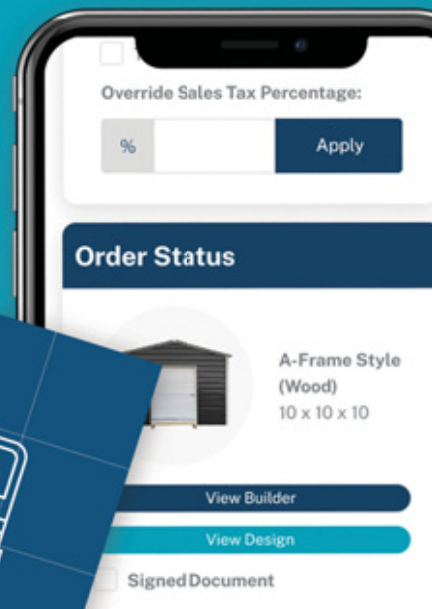 Override Sales Tax Percentage:
%
Apply
Order Status
A-Frame Style
(Wood)
10 x 10 x 10
View Builder
View Design
Signed Document